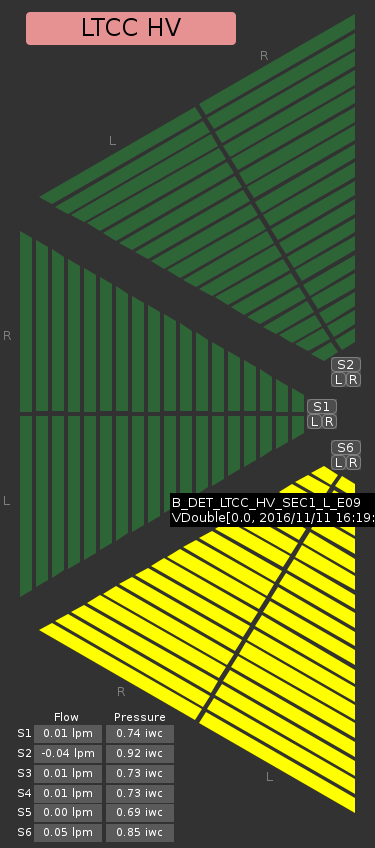 LTCC HV
R
L
S2
L R
R
S1
L R
S6
L R
L
B_DET_LTCC_HV_SEC1_L_E09
VDouble[0.0, 2016/11/11 16:19:
R
L
Flow Pressure
S1 0.01 lpm 0.74 iwc
S2 -0.04 lpm 0.92 iwc
S3 0.01 lpm 0.73 iwc
S4 0.01 lpm 0.73 iwc
S5 0.00 lpm 0.69 iwc
S6 0.05 lpm 0.85 iwc